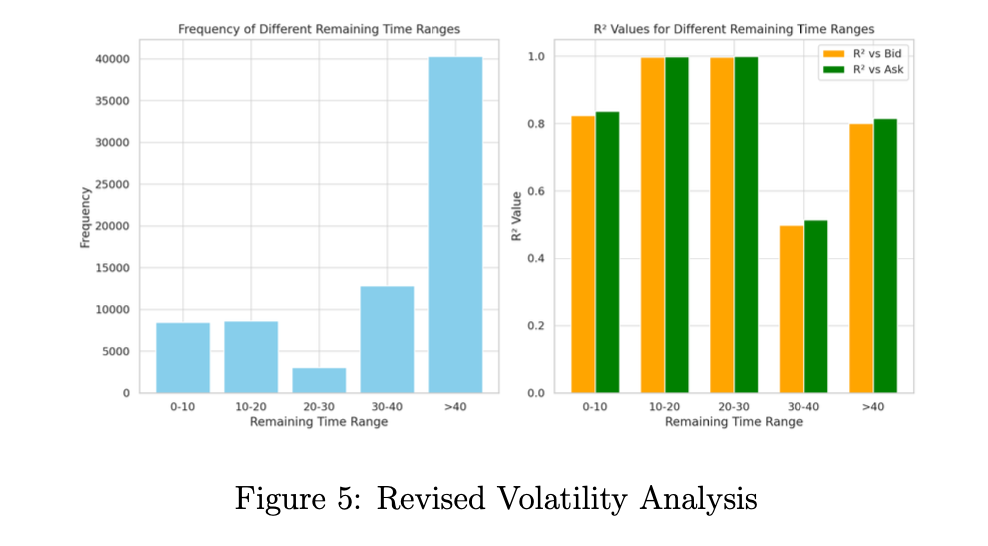 Frequency of Different Remaining Time Ranges
40000
35000
30000
25000
20000
15000
10000
5000
0
Frequency
0-10 10-20 20-30 30-40 >40
Remaining Time Range
R² Values for Different Remaining Time Ranges
R² vs Bid
R² vs Ask
1.0
0.8
0.6
0.4
0.2
0.0
R² Value
0-10 10-20 20-30 30-40 >40
Remaining Time Range
Figure 5: Revised Volatility Analysis